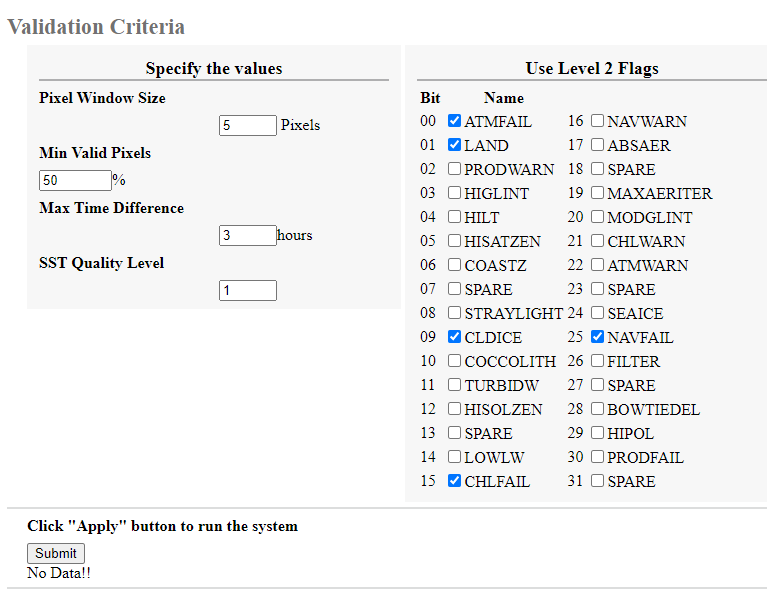 Validation Criteria
Specify the values
Pixel Window Size
5 Pixels
Min Valid Pixels
50 %
Max Time Difference
3 hours
SST Quality Level
1
Use Level 2 Flags
Bit Name
00 ATMFAIL 16 NAVWARN
01 LAND 17 ABSAER
02 PRODWARN 18 SPARE
03 HIGLINT 19 MAXAERITER
04 HILT 20 MODGLINT
05 HISATZEN 21 CHLWARN
06 COASTZ 22 ATMWARN
07 SPARE 23 SPARE
08 STRAYLIGHT 24 SEAICE
09 CLDICE 25 NAVFAIL
10 COCCOLITH 26 FILTER
11 TURBIDW 27 SPARE
12 HISOLZEN 28 BOWTIEDEL
13 SPARE 29 HIPOL
14 LOWLW 30 PRODFAIL
15 CHLFAIL 31 SPARE
Click "Apply" button to run the system
Submit
No Data!!